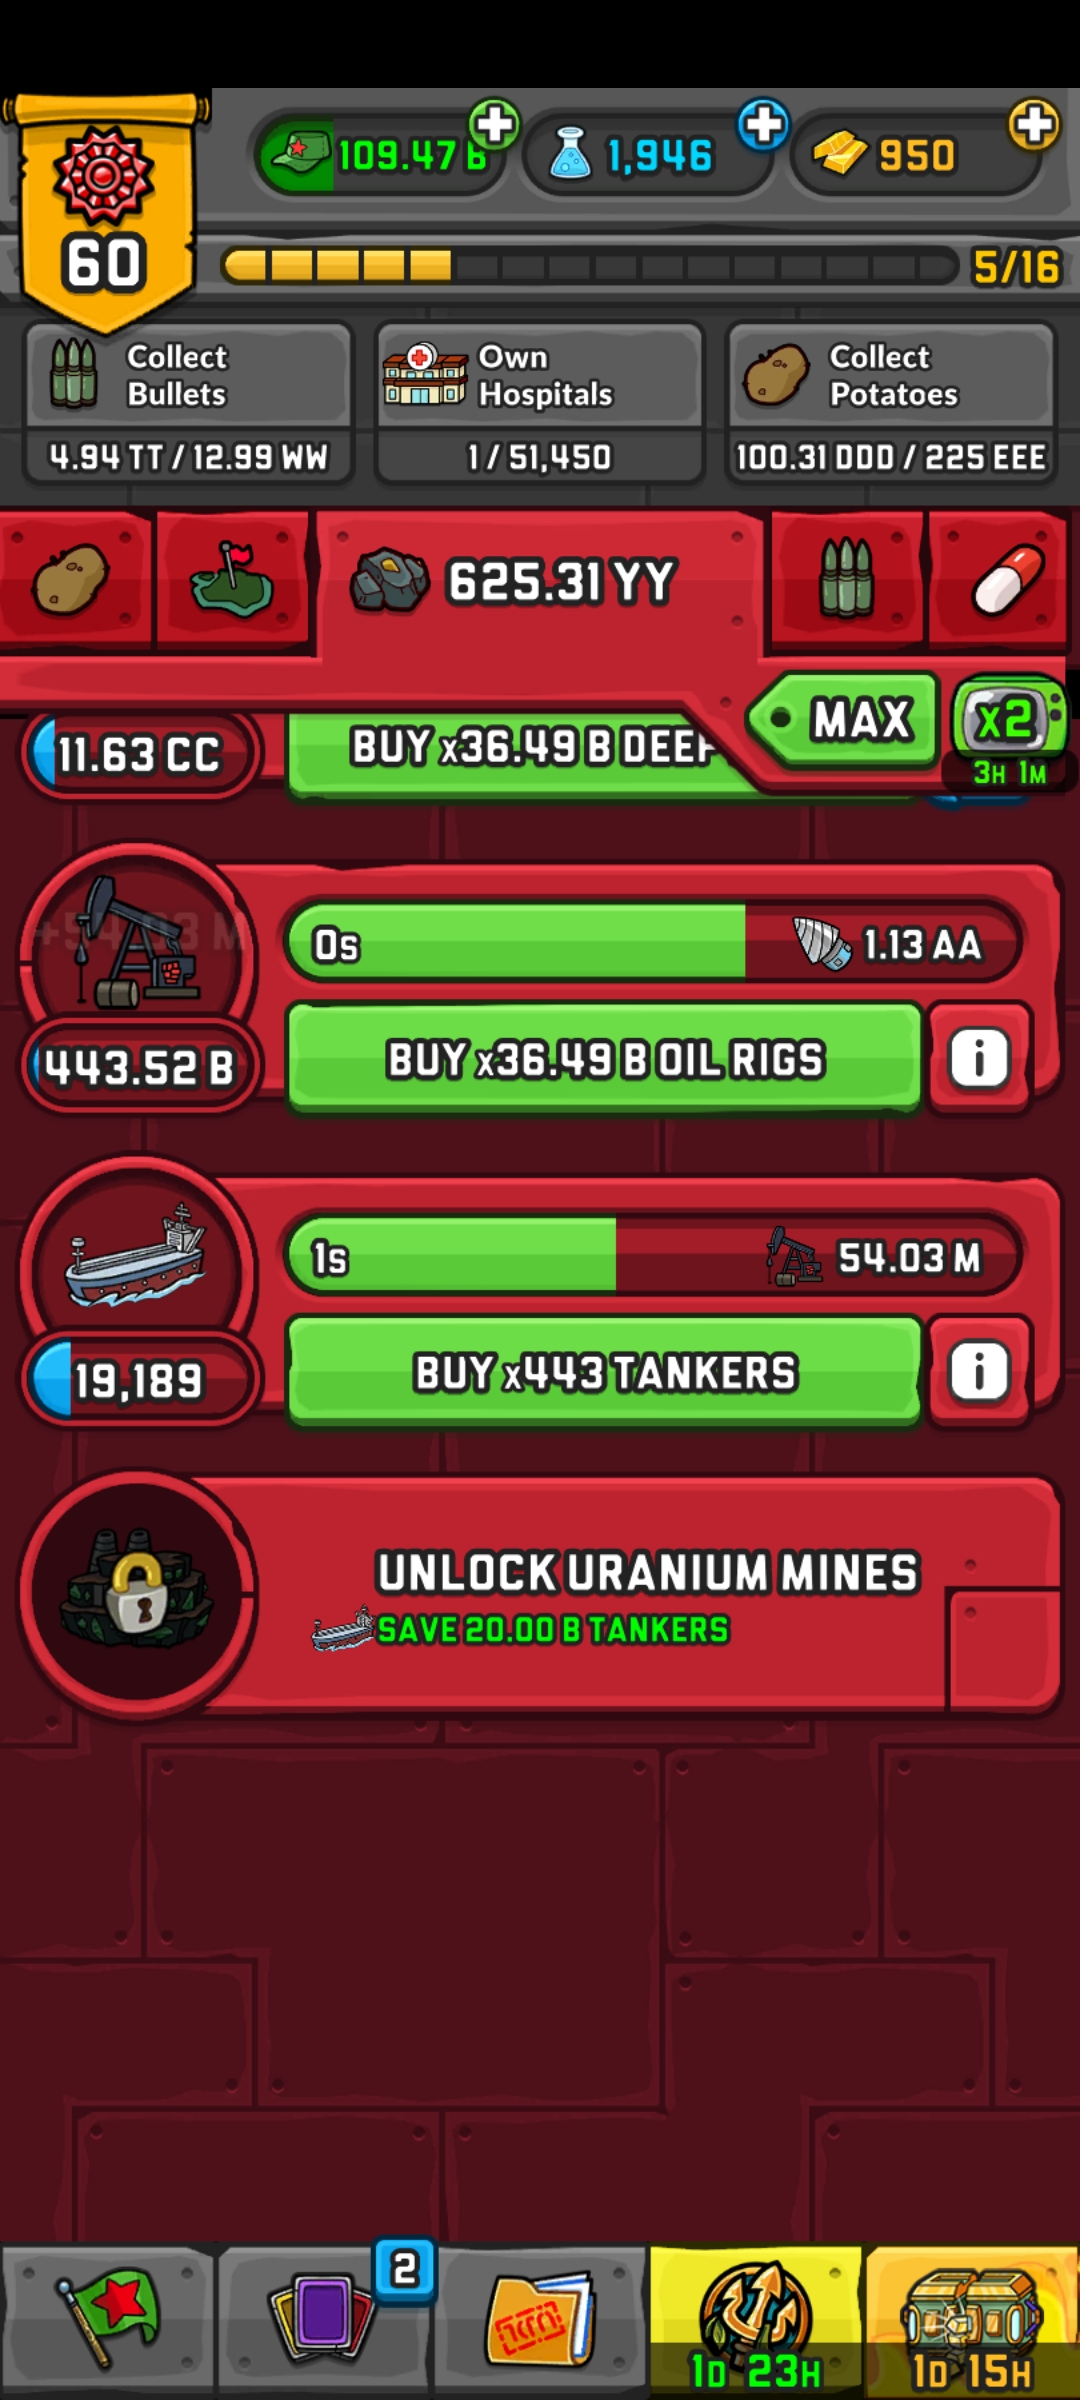 60
109.47 B
1,946
950
5/16
Collect
Bullets
4.94 TT / 12.99 WW
Own
Hospitals
1 / 51,450
Collect
Potatoes
100.31 DDD / 225 EEE
625.31 YY
MAX
x2
3H 1M
11.63 CC
BUY x36.49 B DEEP
+54.03 M
0s
1.13 AA
443.52 B
BUY x36.49 B OIL RIGS
i
1s
54.03 M
19,189
BUY x443 TANKERS
i
UNLOCK URANIUM MINES
SAVE 20.00 B TANKERS
2
1D 23H
1D 15H